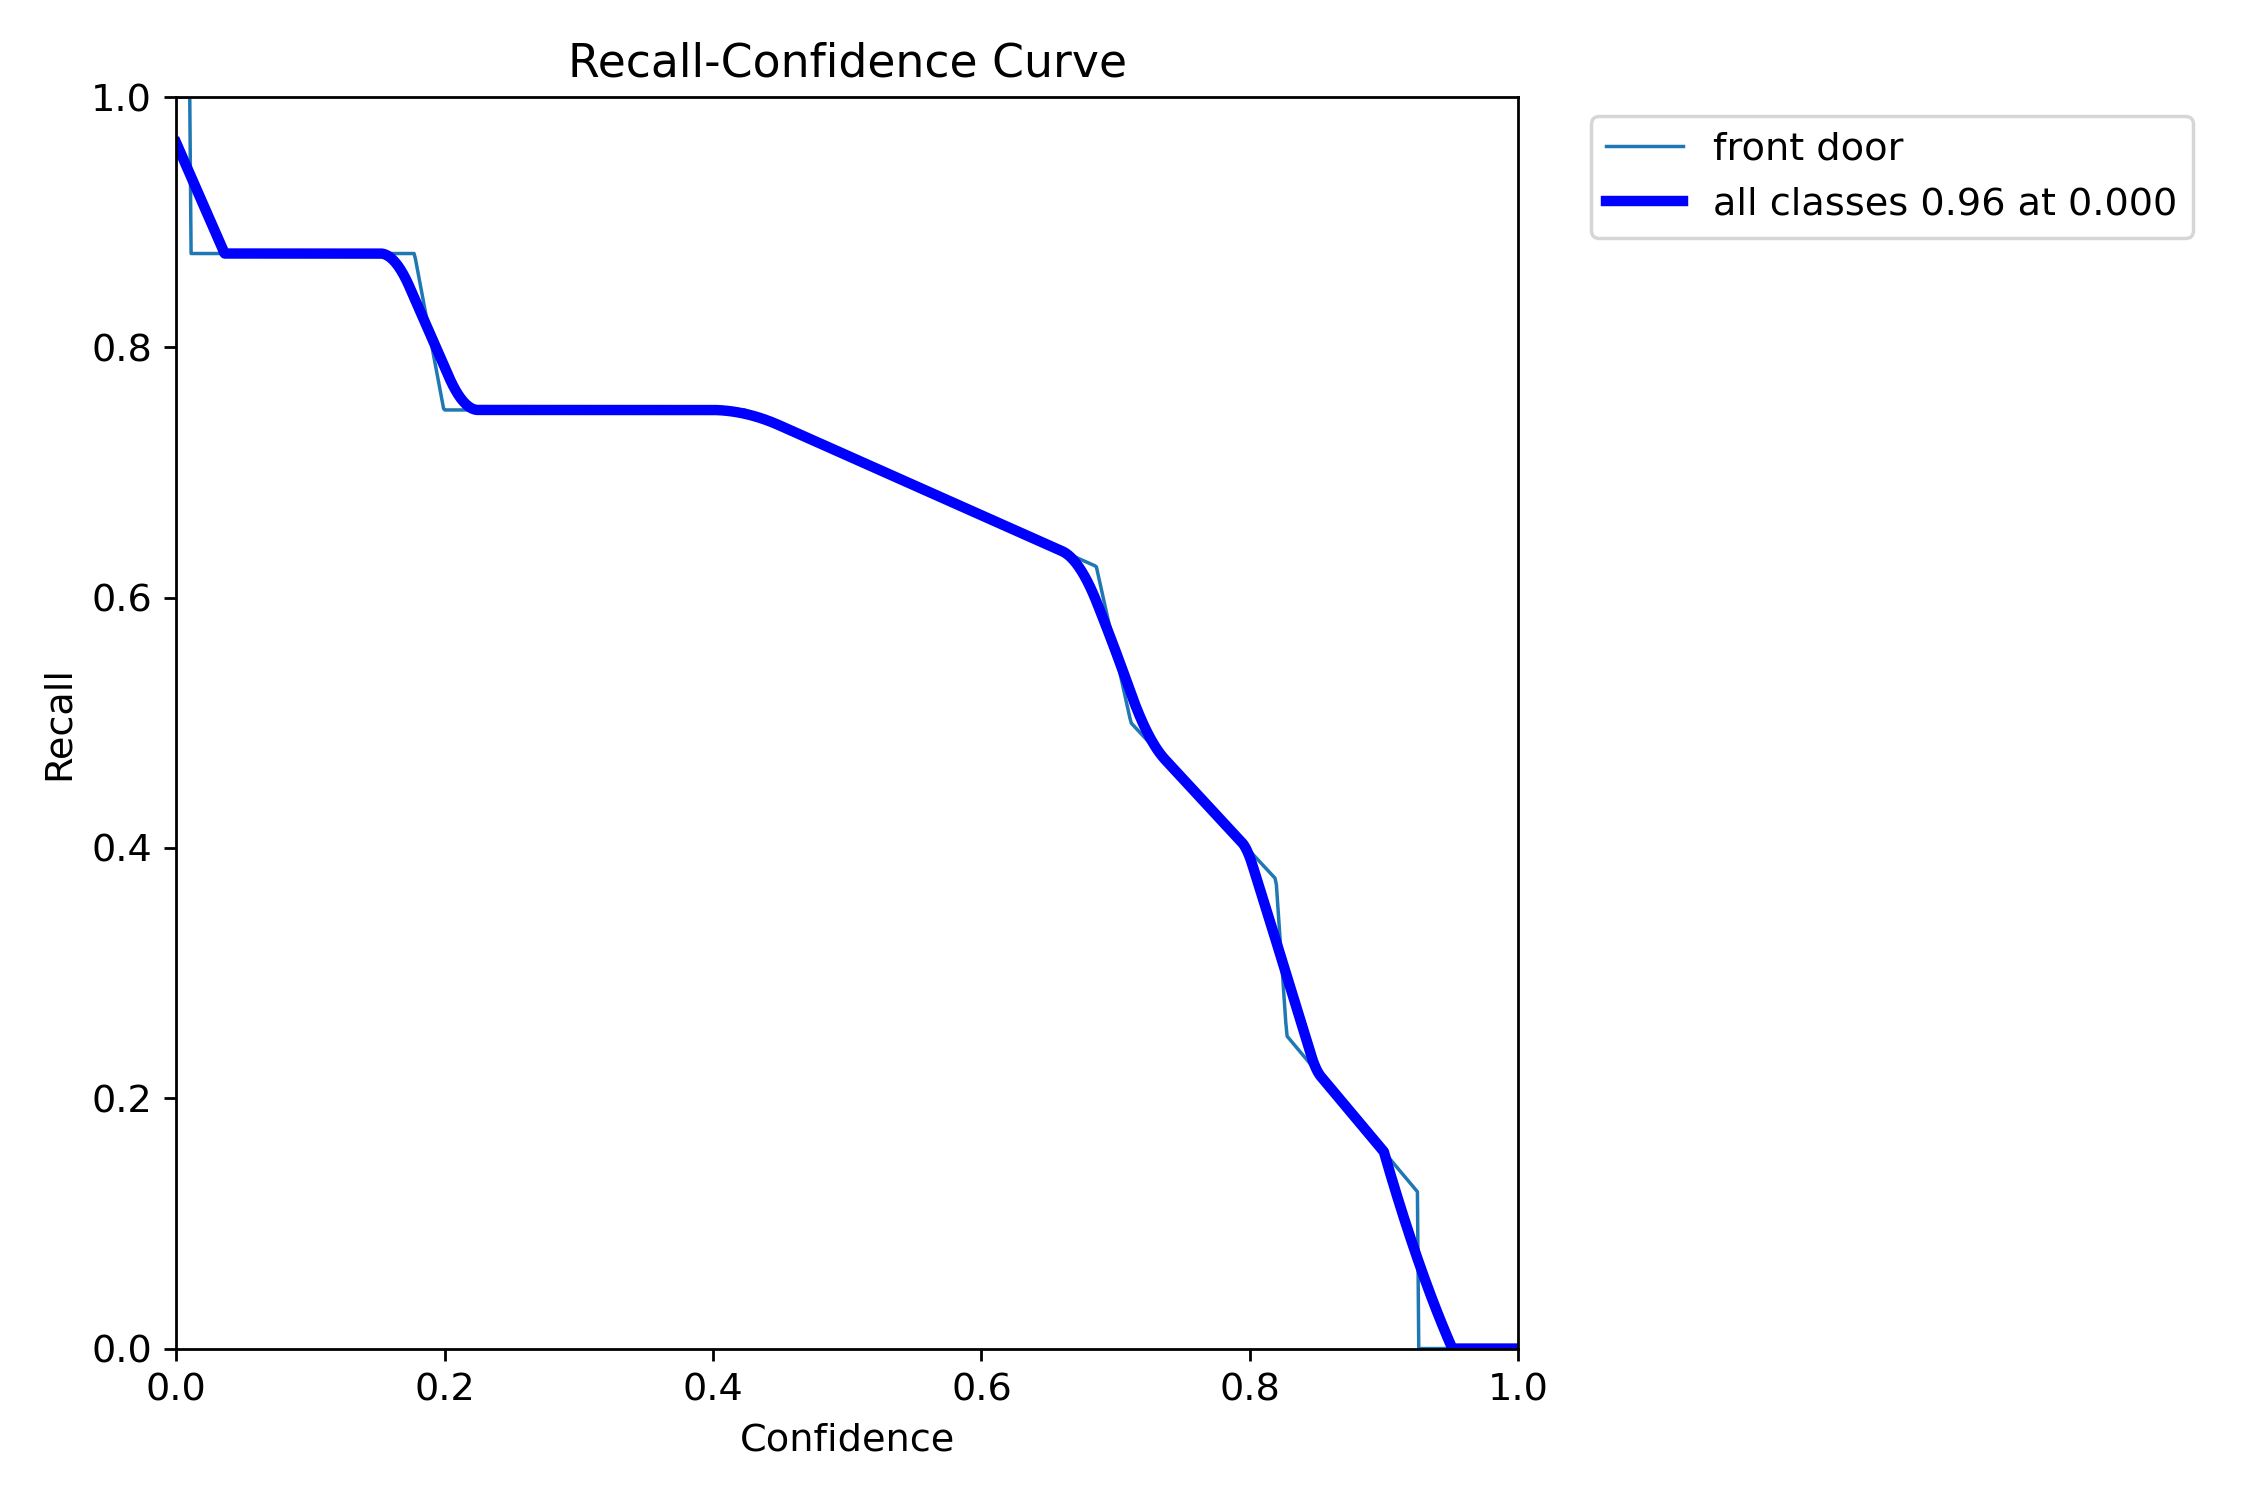 Recall-Confidence Curve
1.0
0.8
0.6
0.4
0.2
0.0
Recall
0.0 0.2 0.4 0.6 0.8 1.0
Confidence
front door
all classes 0.96 at 0.000